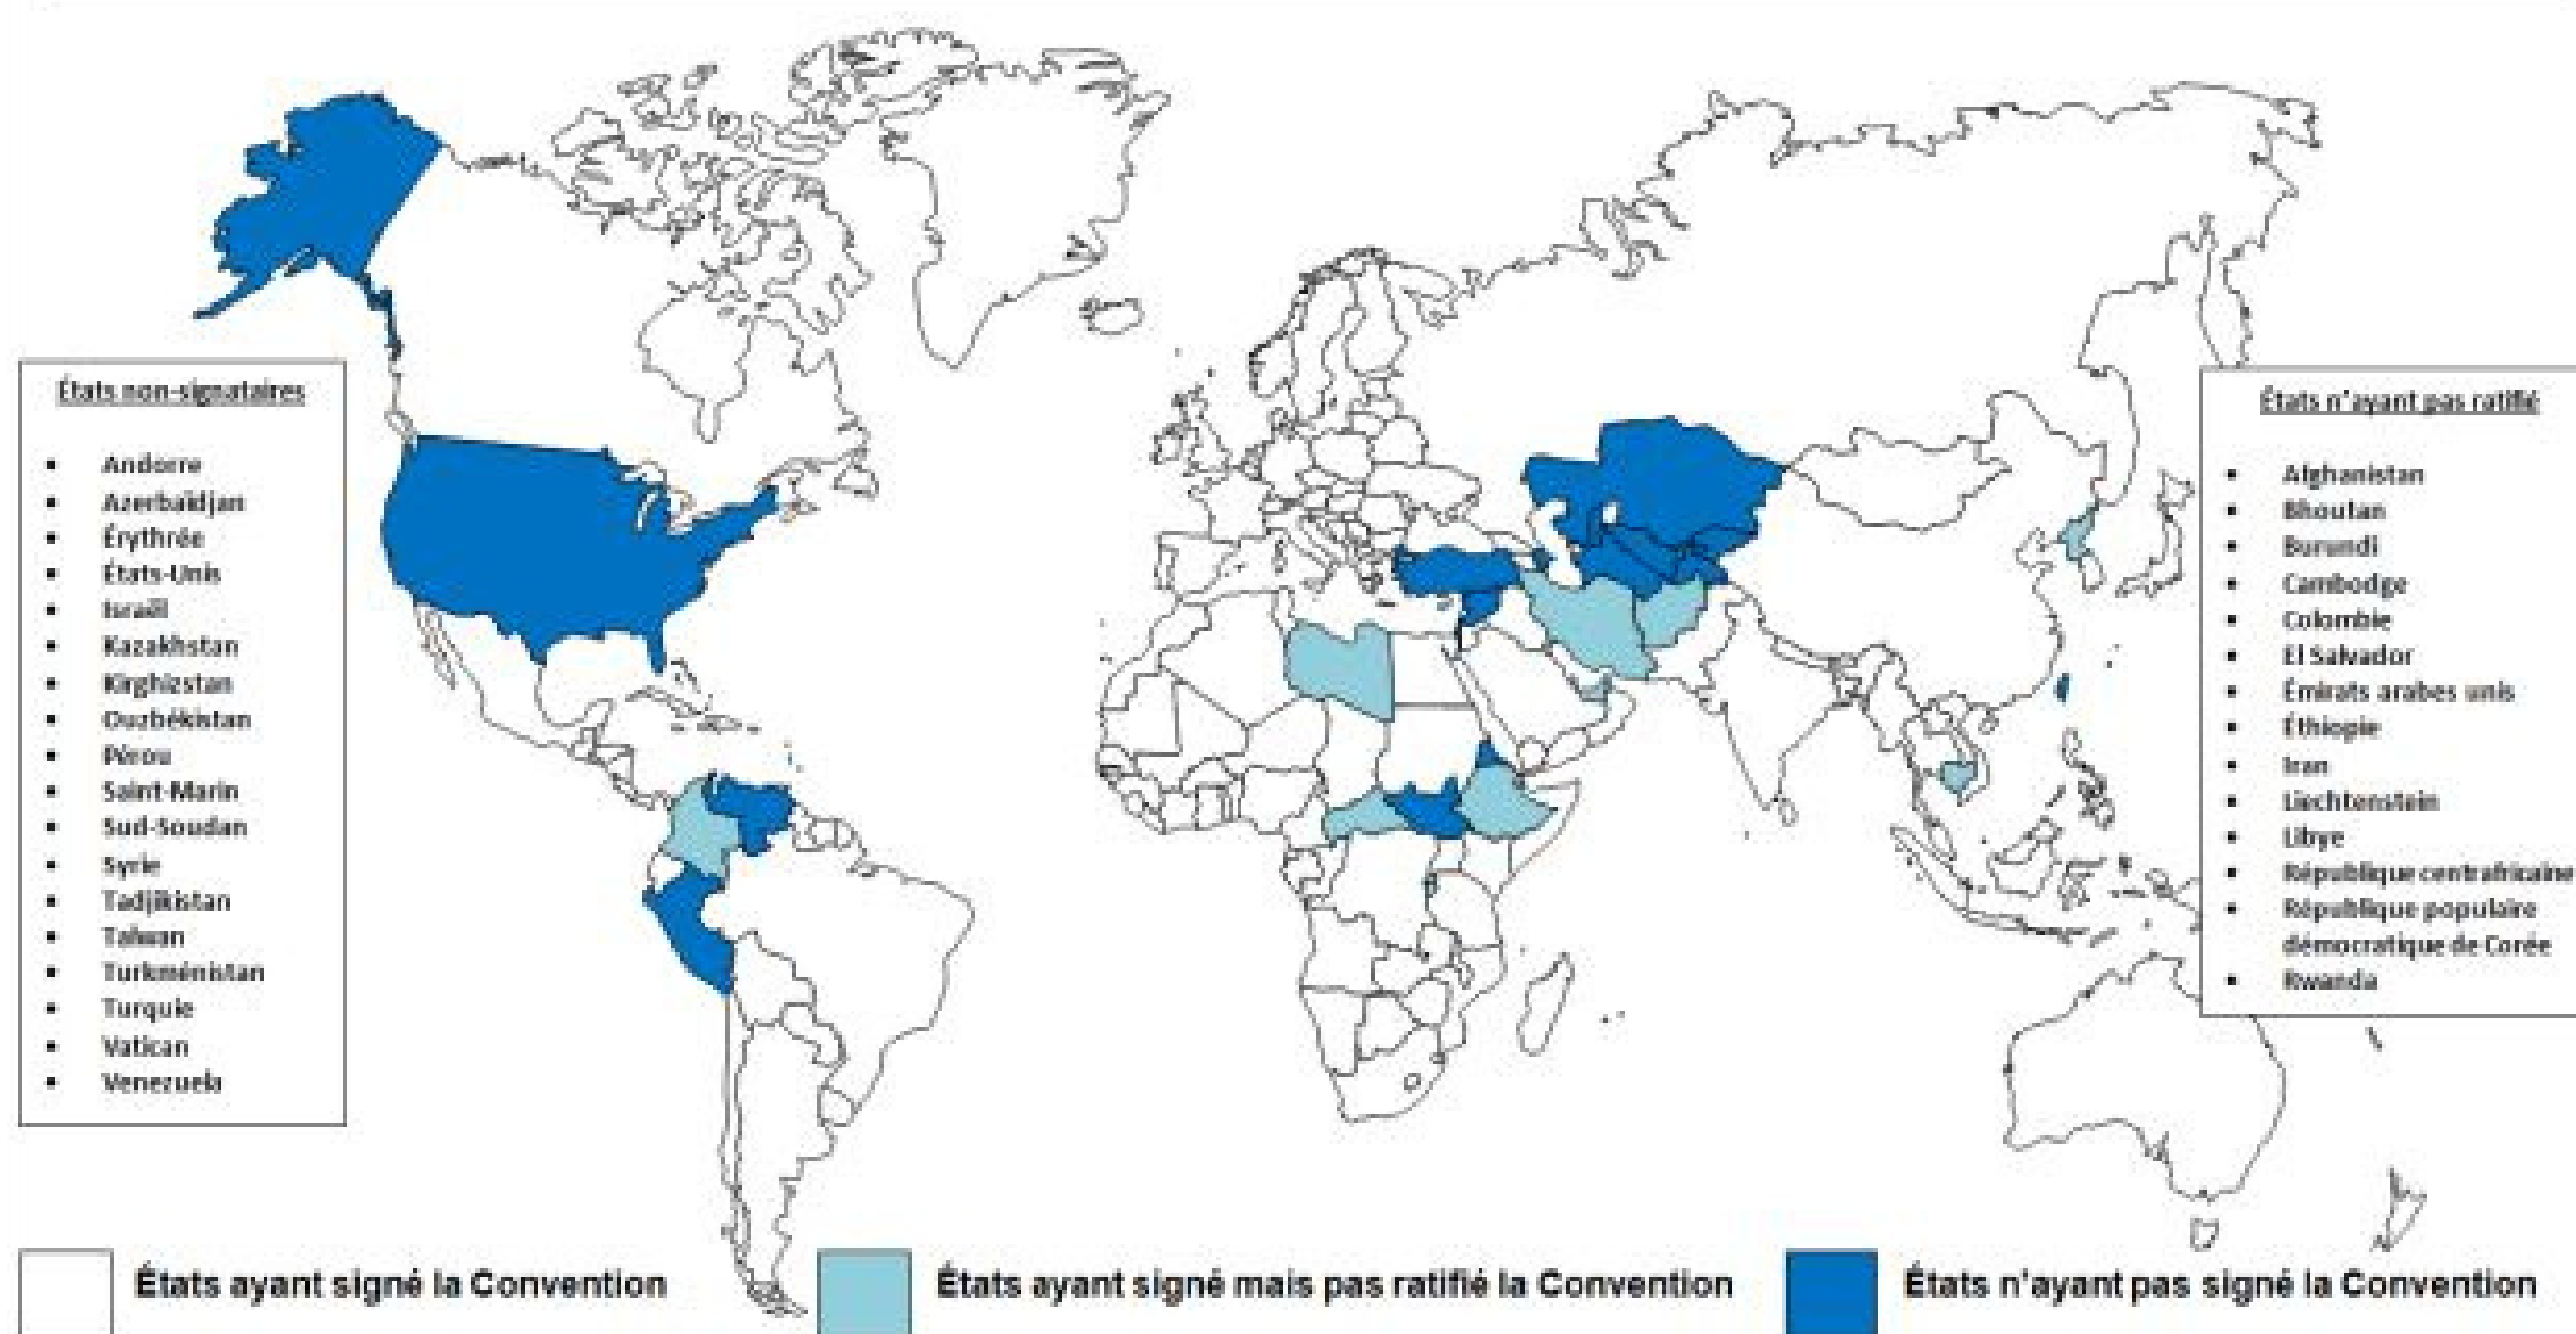 États non-signataires
• Andorre
• Azerbaïdjan
• Érythrée
• États-Unis
• Israël
• Kazakhstan
• Kirghizstan
• Ouzbékistan
• Pérou
• Saint-Marin
• Sud-Soudan
• Syrie
• Tadjikistan
• Taiwan
• Turkménistan
• Turquie
• Vatican
• Venezuela
États n'ayant pas ratifié
• Afghanistan
• Bhoutan
• Burundi
• Cambodge
• Colombie
• El Salvador
• Émirats arabes unis
• Éthiopie
• Iran
• Liechtenstein
• Libye
• République centrafricaine
• République populaire
démocratique de Corée
• Rwanda
États ayant signé la Convention
États ayant signé mais pas ratifié la Convention
États n'ayant pas signé la Convention